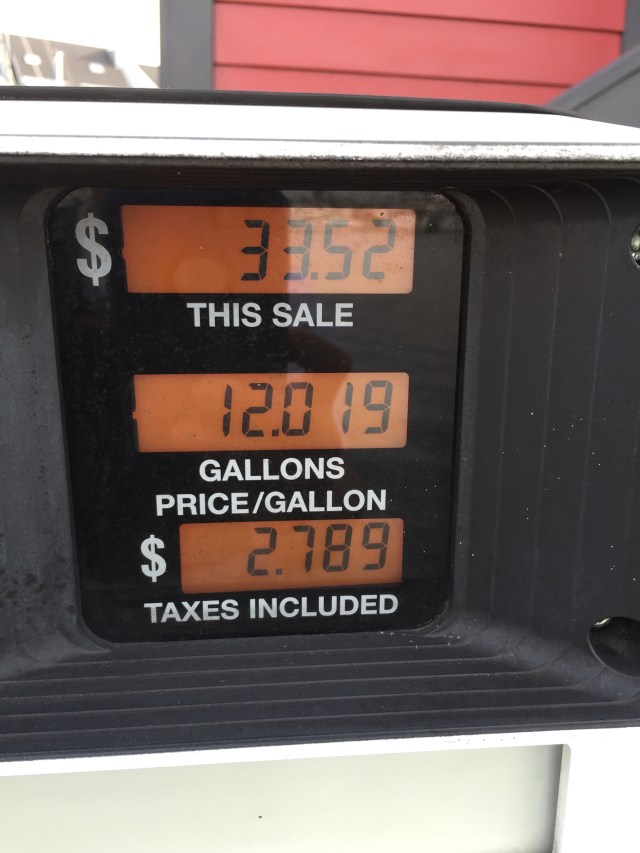 $ 33.52
THIS SALE
12.019
GALLONS
PRICE/GALLON
$ 2.789
TAXES INCLUDED